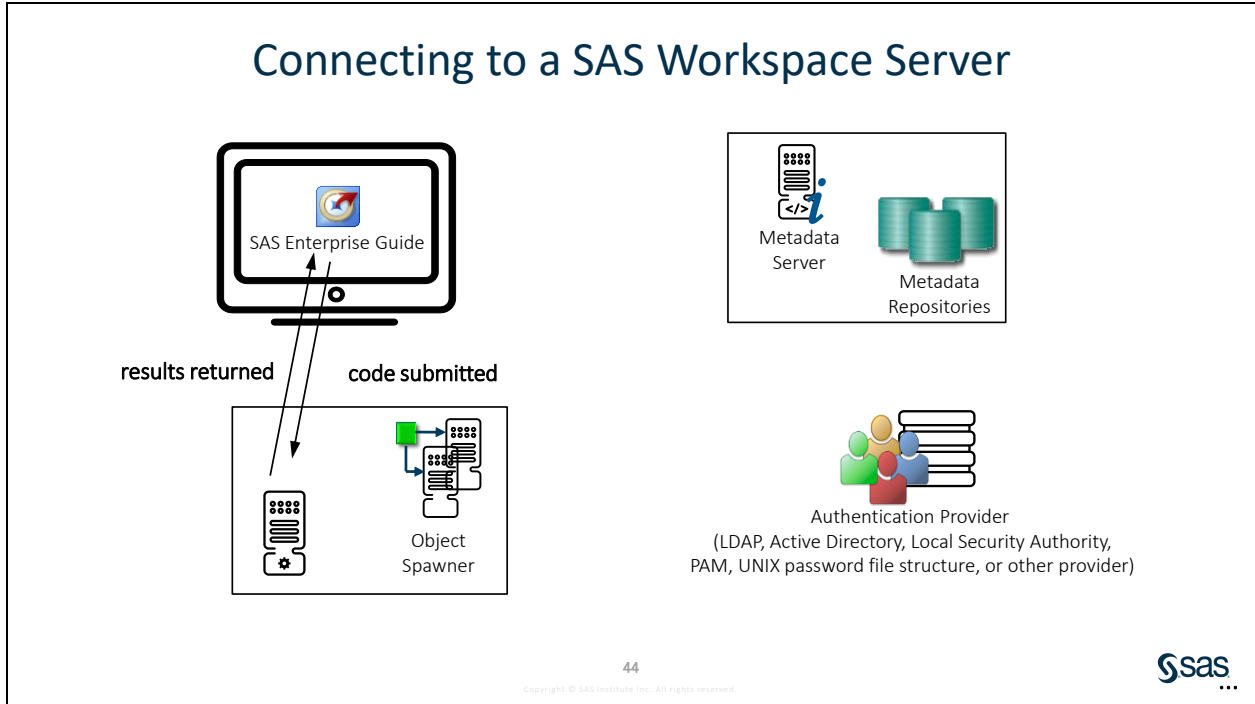 Connecting to a SAS Workspace Server
SAS Enterprise Guide
Metadata
Server
Metadata
Repositories
results returned
code submitted
Object
Spawner
Authentication Provider
(LDAP, Active Directory, Local Security Authority,
PAM, UNIX password file structure, or other provider)
44
Copyright © SAS Institute Inc. All rights reserved.
sas
...